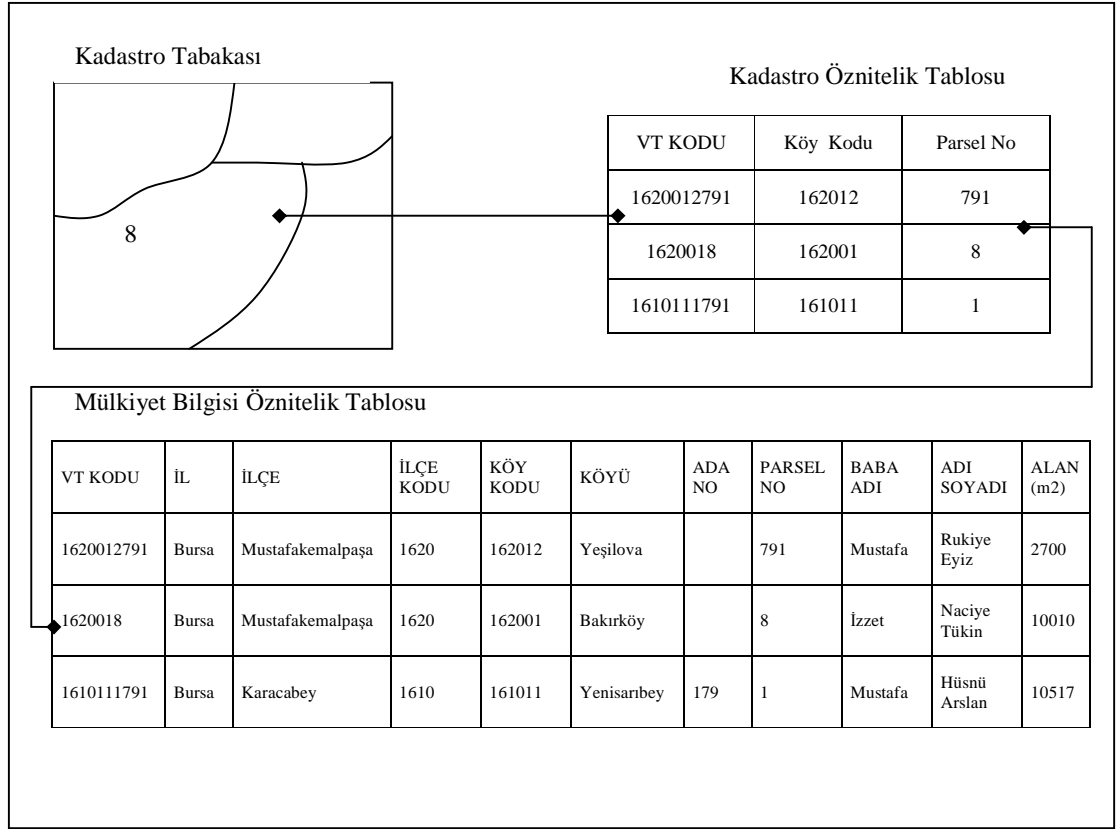 Kadastro Tabakası
8
Kadastro Öznitelik Tablosu
VT KODU Köy Kodu Parsel No
1620012791 162012 791
1620018 162001 8
1610111791 161011 1
Mülkiyet Bilgisi Öznitelik Tablosu
VT KODU İL İLÇE İLÇE KODU KÖY KODU KÖYÜ ADA NO PARSEL NO BABA ADI ADI SOYADI ALAN (m2)
1620012791 Bursa Mustafakemalpaşa 1620 162012 Yeşilova 791 Mustafa Rukiye Eyiz 2700
1620018 Bursa Mustafakemalpaşa 1620 162001 Bakırköy 8 İzzet Naciye Tükin 10010
1610111791 Bursa Karacabey 1610 161011 Yenisarıbey 179 1 Mustafa Hüsnü Arslan 10517